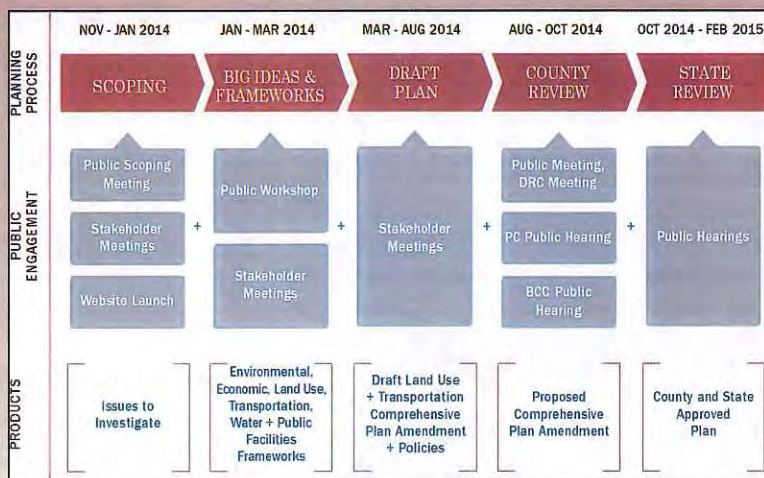 NOV - JAN 2014
JAN - MAR 2014
MAR - AUG 2014
AUG - OCT 2014
OCT 2014 - FEB 2015
PLANNING
PROCESS
SCOPING
BIG IDEAS &
FRAMEWORKS
DRAFT
PLAN
COUNTY
REVIEW
STATE
REVIEW
PUBLIC
ENGAGEMENT
Public Scoping
Meeting
Stakeholder
Meetings
Website Launch
+
Public Workshop
Stakeholder
Meetings
+
Stakeholder
Meetings
+
Public Meeting,
DRC Meeting
PC Public Hearing
BCC Public
Hearing
+
Public Hearings
PRODUCTS
Issues to
Investigate
Environmental,
Economic, Land Use,
Transportation,
Water + Public
Facilities
Frameworks
Draft Land Use
+ Transportation
Comprehensive
Plan Amendment
+ Policies
Proposed
Comprehensive
Plan Amendment
County and State
Approved
Plan